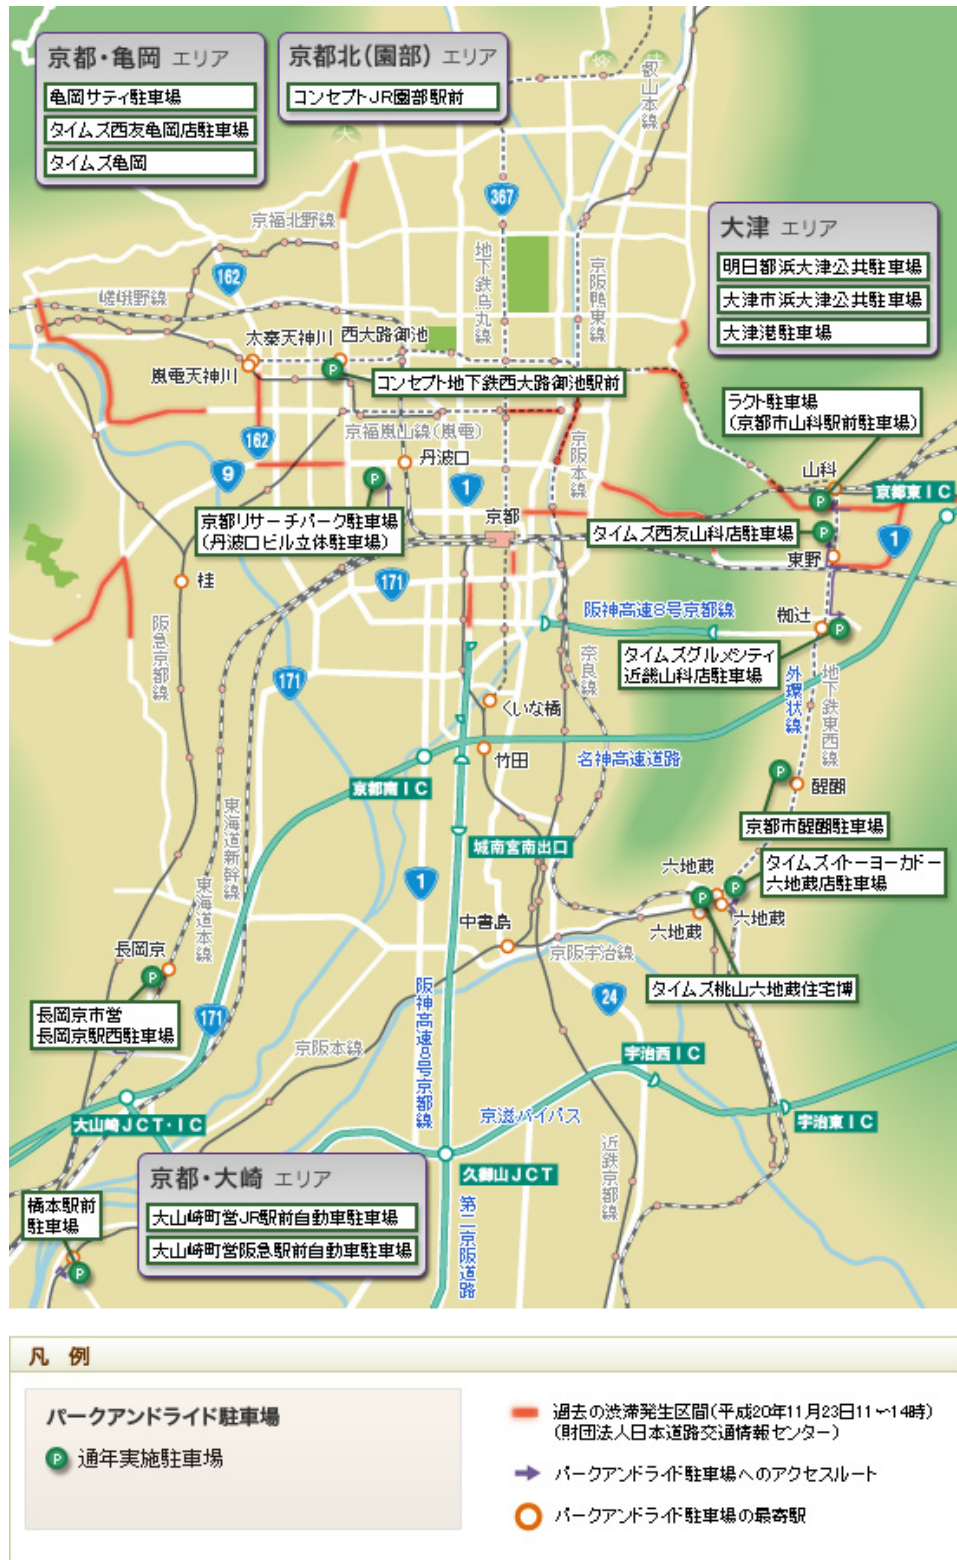 京都・亀岡 エリア
亀岡サティ駐車場
タイムズ西友亀岡店駐車場
タイムズ亀岡
京都北(園部) エリア
コンセプトJR園部駅前
叡山本線
大
367
京福北野線
地下鉄烏丸線
京阪鴨東線
大津 エリア
明日都浜大津公共駐車場
大津市浜大津公共駐車場
大津港駐車場
162
嵯峨野線
太秦天神川
西大路御池
嵐電天神川
コンセプト地下鉄西大路御池駅前
ラクト駐車場
(京都市山科駅前駐車場)
京福嵐山線(嵐電)
162
京阪本線
丹波口
山科
9
1
京都東IC
京都リサーチパーク駐車場
(丹波口ビル立体駐車場)
京都
タイムズ西友山科店駐車場
1
東野
171
桂
阪神高速8号京都線
椥辻
阪急京都線
奈良線
タイムズグルメシティ
近畿山科店駐車場
171
外環状線
地下鉄東西線
くいな橋
竹田
名神高速道路
京都南IC
醍醐
東海道新幹線
京都市醍醐駐車場
城南宮南出口
タイムズイトーヨーカドー
六地蔵店駐車場
1
六地蔵
東海道本線
中書島
六地蔵
六地蔵
長岡京
京阪宇治線
タイムズ桃山六地蔵住宅博
長岡京市営
長岡京駅西駐車場
171
阪神高速8号京都線
24
京阪本線
宇治西IC
大山崎JCT・IC
京滋バイパス
宇治東IC
近鉄京都線
久御山JCT
京都・大崎 エリア
大山崎町営JR駅前自動車駐車場
大山崎町営阪急駅前自動車駐車場
橋本駅前
駐車場
第二京阪道路
凡 例
パークアンドライド駐車場
P 通年実施駐車場
過去の渋滞発生区間(平成20年11月23日11〜14時)
(財団法人日本道路交通情報センター)
パークアンドライド駐車場へのアクセスルート
パークアンドライド駐車場の最寄駅